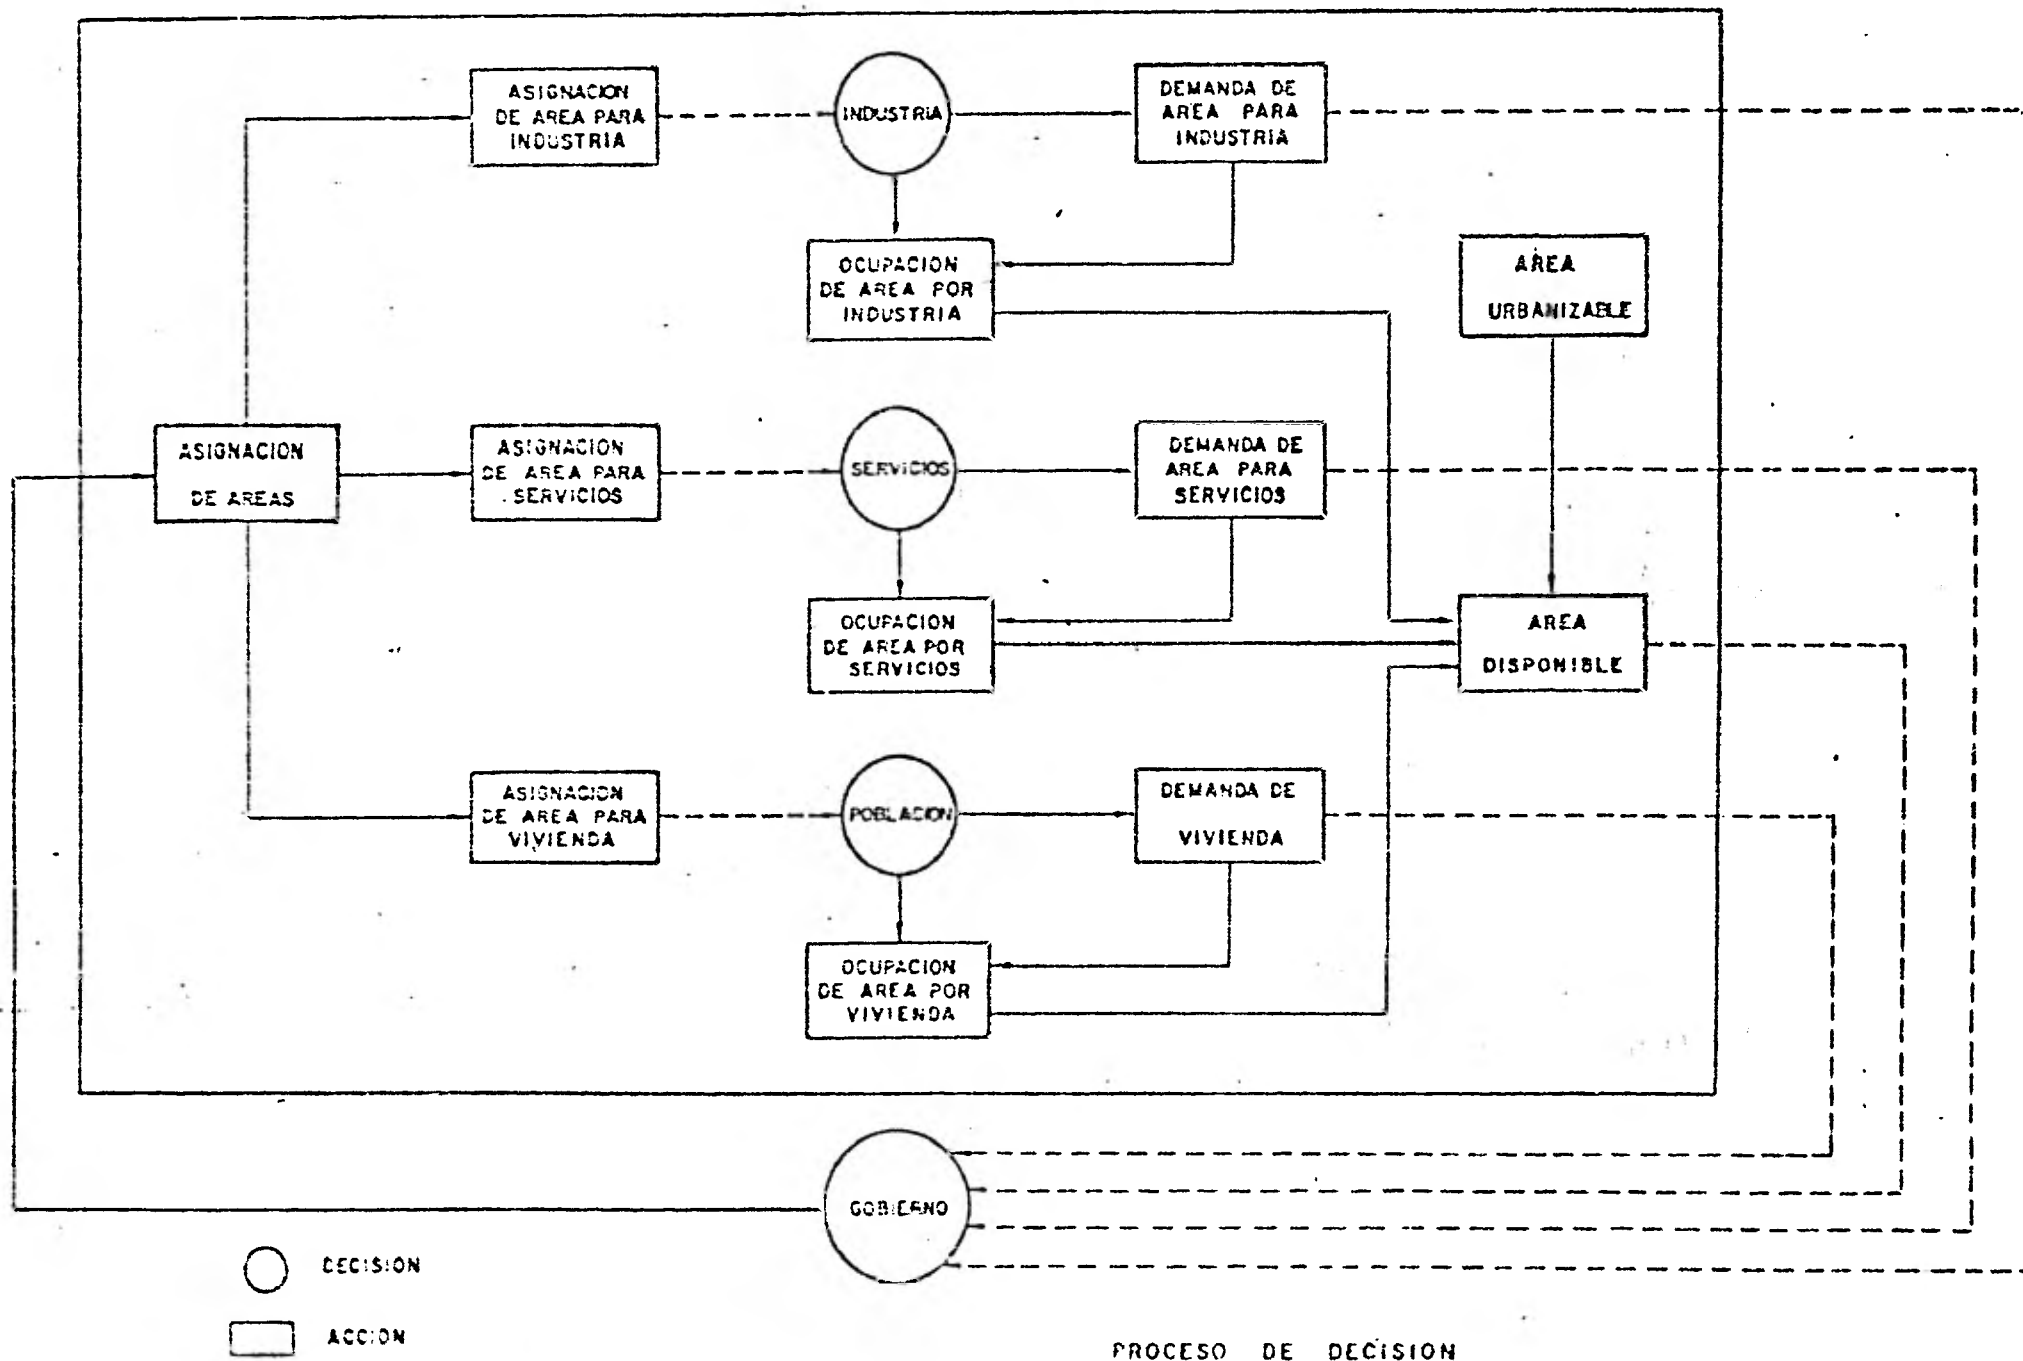 ASIGNACION
DE AREA PARA
INDUSTRIA
INDUSTRIA
DEMANDA DE
AREA PARA
INDUSTRIA
OCUPACION
DE AREA POR
INDUSTRIA
AREA
URBANIZABLE
ASIGNACION
DE AREAS
ASIGNACION
DE AREA PARA
SERVICIOS
SERVICIOS
DEMANDA DE
AREA PARA
SERVICIOS
OCUPACION
DE AREA POR
SERVICIOS
AREA
DISPONIBLE
ASIGNACION
DE AREA PARA
VIVIENDA
POBLACION
DEMANDA DE
VIVIENDA
OCUPACION
DE AREA POR
VIVIENDA
GOBIERNO
DECISION
ACCION
PROCESO DE DECISION